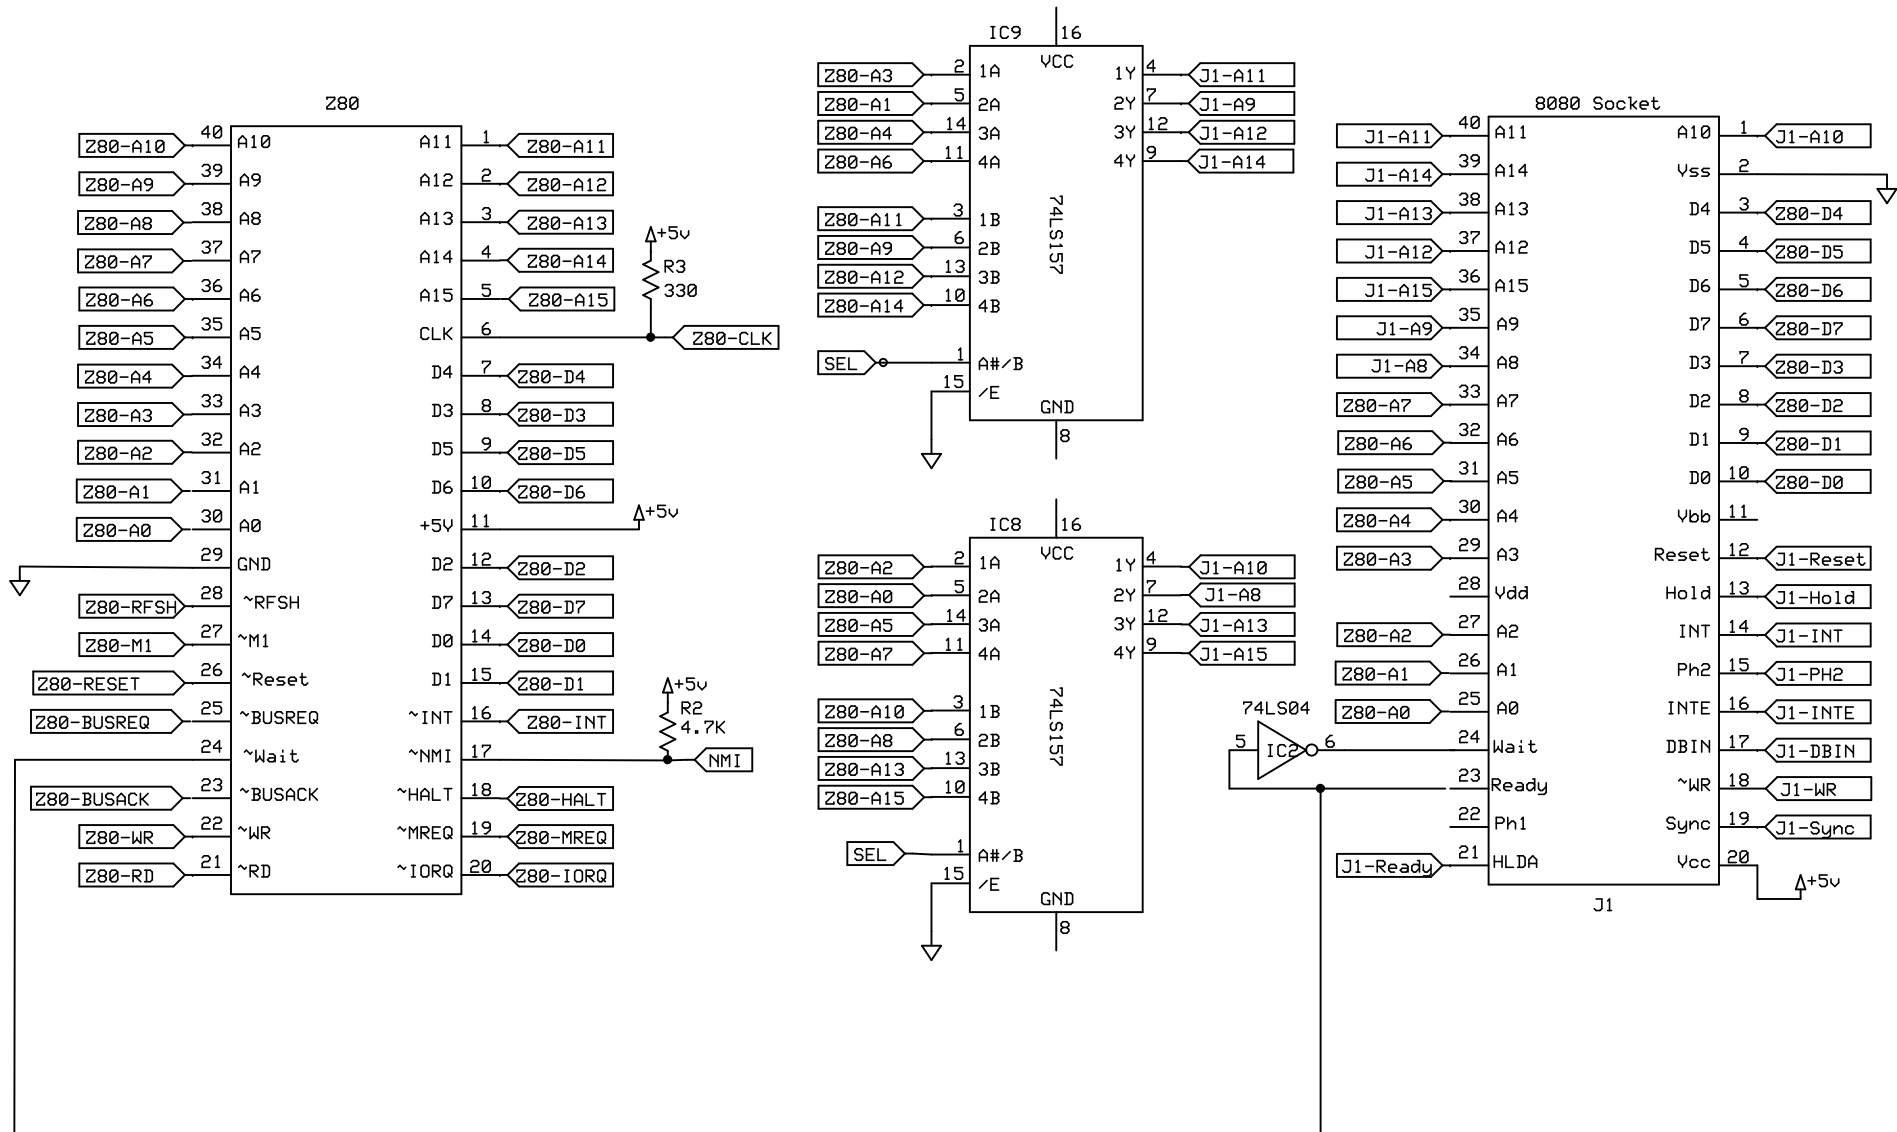 Z80
Z80-A10 40 A10 A11 1 Z80-A11
Z80-A9 39 A9 A12 2 Z80-A12
Z80-A8 38 A8 A13 3 Z80-A13
Z80-A7 37 A7 A14 4 Z80-A14
Z80-A6 36 A6 A15 5 Z80-A15
Z80-A5 35 A5 CLK 6 Z80-CLK
Z80-A4 34 A4 D4 7 Z80-D4
Z80-A3 33 A3 D3 8 Z80-D3
Z80-A2 32 A2 D5 9 Z80-D5
Z80-A1 31 A1 D6 10 Z80-D6
Z80-A0 30 A0 +5V 11 +5v
29 GND D2 12 Z80-D2
Z80-RFSH 28 ~RFSH D7 13 Z80-D7
Z80-M1 27 ~M1 D0 14 Z80-D0
Z80-RESET 26 ~Reset D1 15 Z80-D1
Z80-BUSREQ 25 ~BUSREQ ~INT 16 Z80-INT
24 ~Wait ~NMI 17 NMI
Z80-BUSACK 23 ~BUSACK ~HALT 18 Z80-HALT
Z80-WR 22 ~WR ~MREQ 19 Z80-MREQ
Z80-RD 21 ~RD ~IORQ 20 Z80-IORQ
+5v
R3
330
+5v
R2
4.7K
IC9 16
VCC
Z80-A3 2 1A 1Y 4 J1-A11
Z80-A1 5 2A 2Y 7 J1-A9
Z80-A4 14 3A 3Y 12 J1-A12
Z80-A6 11 4A 4Y 9 J1-A14
74LS157
Z80-A11 3 1B
Z80-A9 6 2B
Z80-A12 13 3B
Z80-A14 10 4B
SEL 1 A#/B
15 /E
GND
8
IC8 16
VCC
Z80-A2 2 1A 1Y 4 J1-A10
Z80-A0 5 2A 2Y 7 J1-A8
Z80-A5 14 3A 3Y 12 J1-A13
Z80-A7 11 4A 4Y 9 J1-A15
74LS157
Z80-A10 3 1B
Z80-A8 6 2B
Z80-A13 13 3B
Z80-A15 10 4B
SEL 1 A#/B
15 /E
GND
8
8080 Socket
J1-A11 40 A11 A10 1 J1-A10
J1-A14 39 A14 Vss 2
J1-A13 38 A13 D4 3 Z80-D4
J1-A12 37 A12 D5 4 Z80-D5
J1-A15 36 A15 D6 5 Z80-D6
J1-A9 35 A9 D7 6 Z80-D7
J1-A8 34 A8 D3 7 Z80-D3
Z80-A7 33 A7 D2 8 Z80-D2
Z80-A6 32 A6 D1 9 Z80-D1
Z80-A5 31 A5 D0 10 Z80-D0
Z80-A4 30 A4 Vbb 11
Z80-A3 29 A3 Reset 12 J1-Reset
28 Vdd Hold 13 J1-Hold
Z80-A2 27 A2 INT 14 J1-INT
Z80-A1 26 A1 Ph2 15 J1-PH2
Z80-A0 25 A0 INTE 16 J1-INTE
24 Wait DBIN 17 J1-DBIN
23 Ready ~WR 18 J1-WR
22 Ph1 Sync 19 J1-Sync
J1-Ready 21 HLDA Vcc 20 +5v
J1
74LS04
5 IC2 6